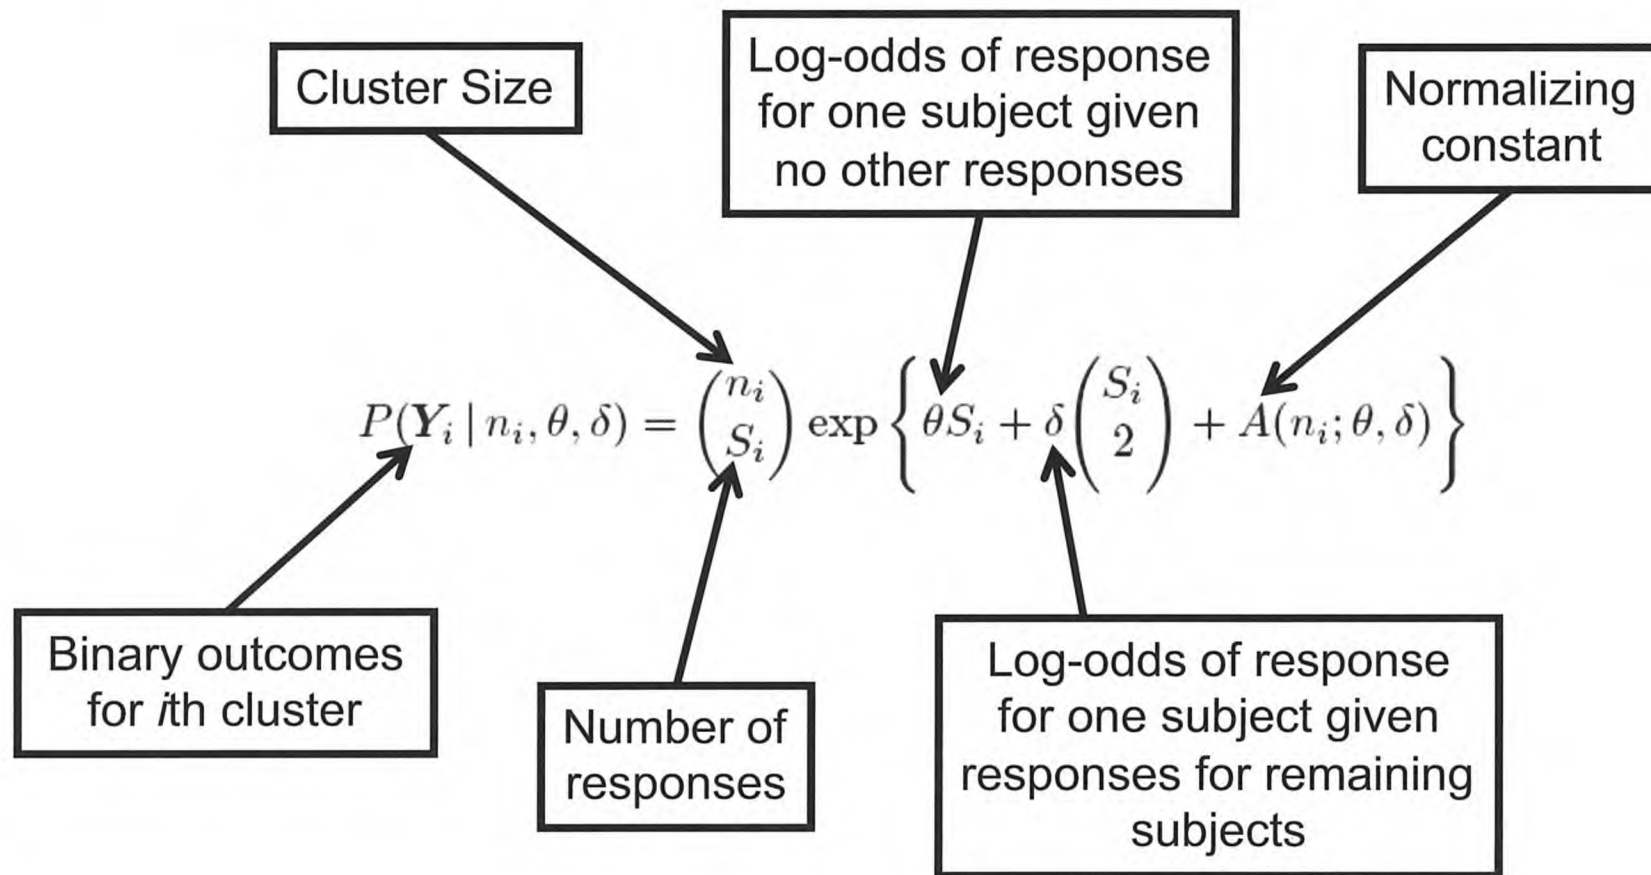 Cluster Size
Log-odds of response
for one subject given
no other responses
Normalizing
constant
P(Y_i | n_i, θ, δ) = \binom{n_i}{S_i} exp { θS_i + δ \binom{S_i}{2} + A(n_i; θ, δ) }
Binary outcomes
for ith cluster
Number of
responses
Log-odds of response
for one subject given
responses for remaining
subjects